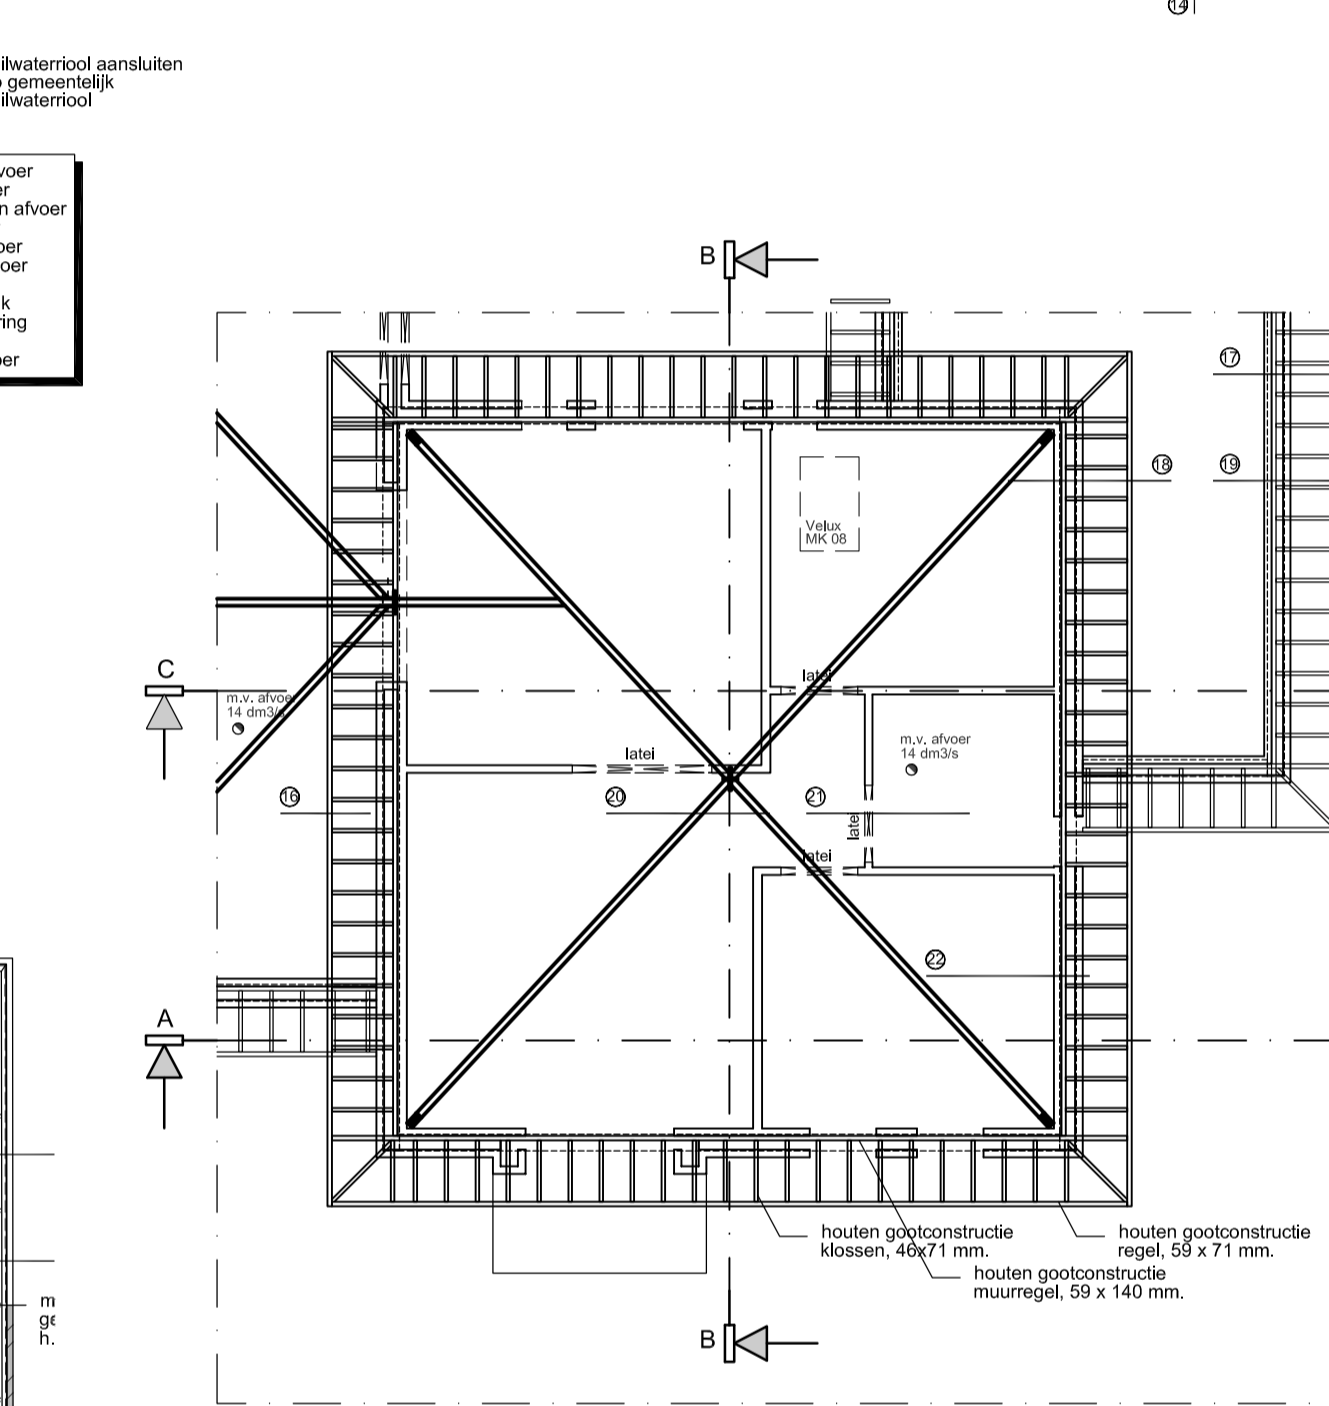 14
ilwaterriool aansluiten
gemeentelijk
ilwaterriool
voer
er
n afvoer
oer
oer
k
ring
oer
B
17
18
19
Velux
MK 08
C
latei
m.v. afvoer
14 dm3/s
m.v. afvoer
14 dm3/s
latei
16
20
21
latei
latei
22
A
houten gootconstructie
klossen, 46x71 mm.
houten gootconstructie
regel, 59 x 71 mm.
houten gootconstructie
muurregel, 59 x 140 mm.
m
ge
h.
B